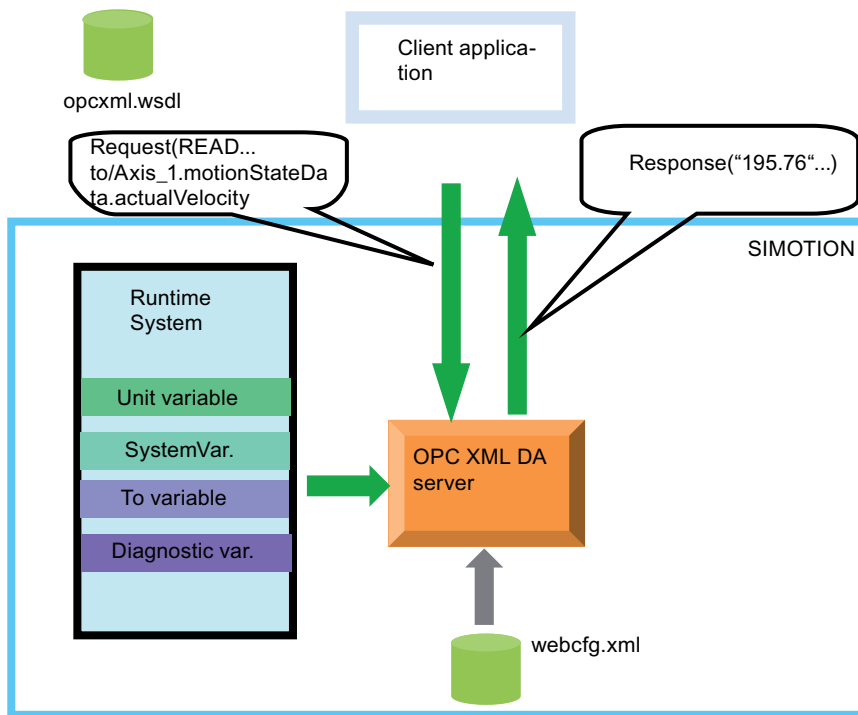 Client applica-
tion
opcxml.wsdl
Request(READ...
to/Axis_1.motionStateDa
ta.actualVelocity
Response(“195.76“...)
SIMOTION
Runtime
System
Unit variable
SystemVar.
To variable
Diagnostic var.
OPC XML DA
server
webcfg.xml